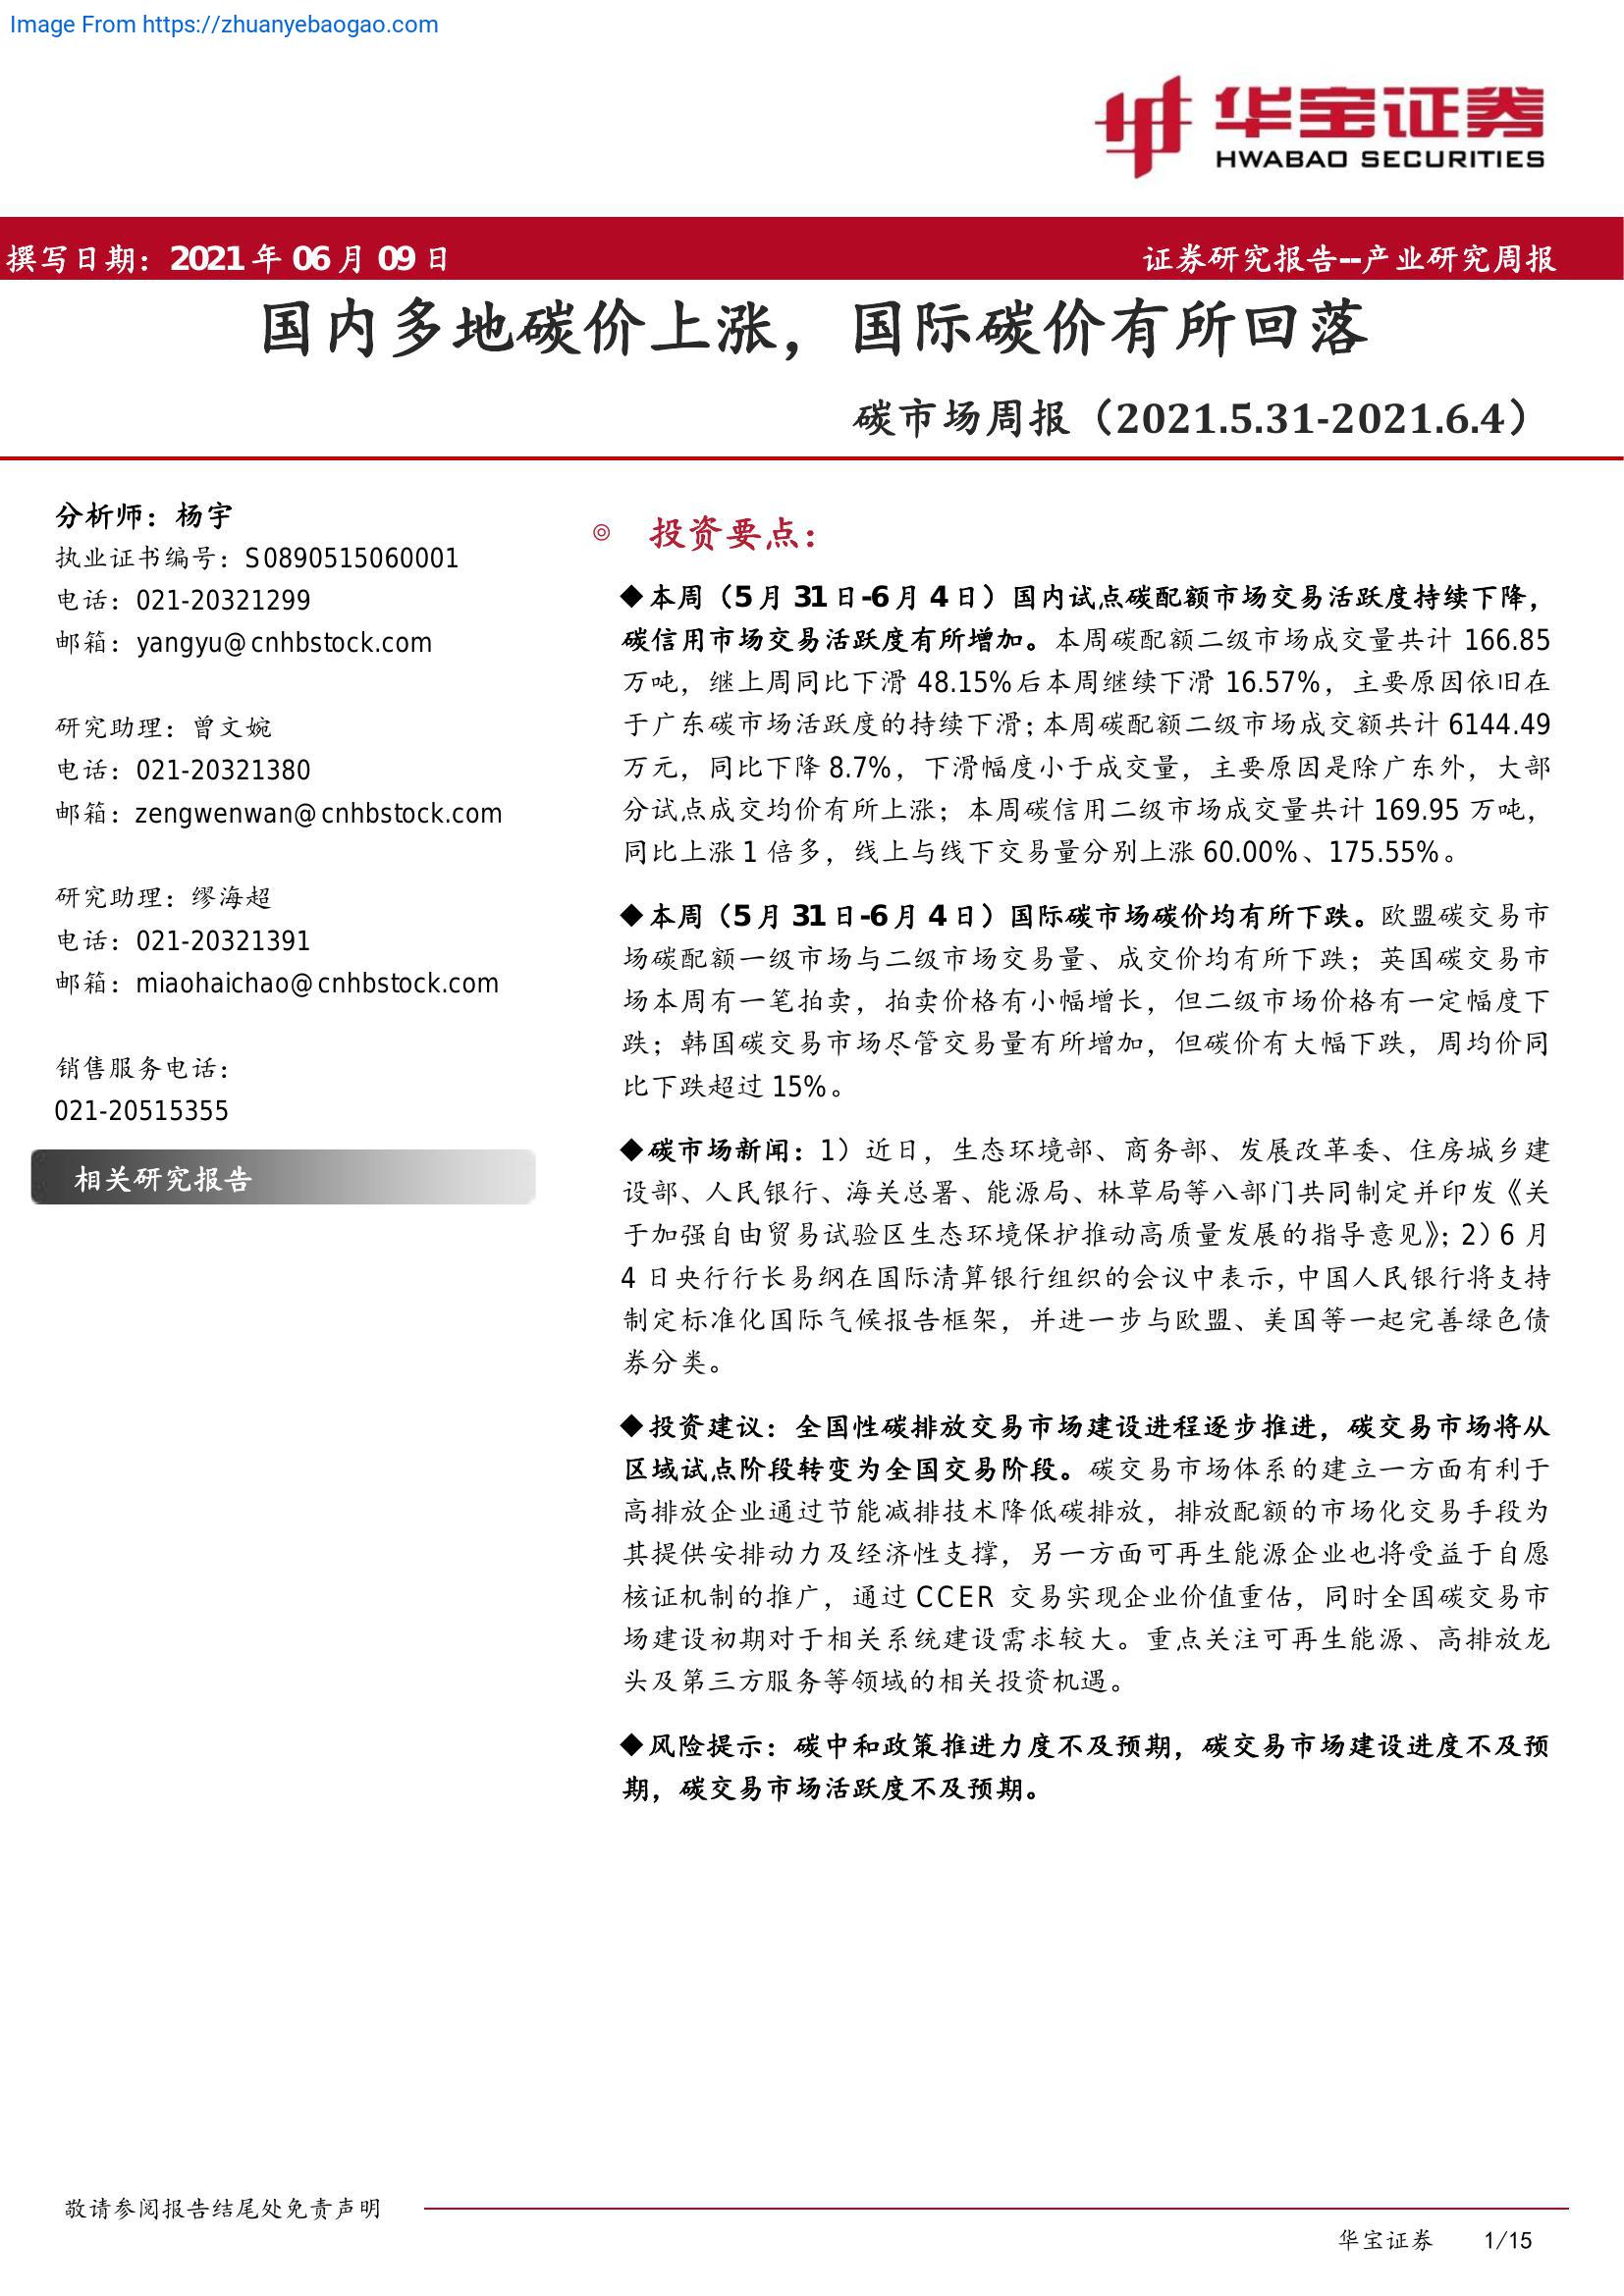 Image From https://zhuanyebaogao.com
华宝证券
HWABAO SECURITIES
撰写日期：2021 年 06 月 09 日
证券研究报告--产业研究周报
国内多地碳价上涨，国际碳价有所回落
碳市场周报（2021.5.31-2021.6.4）
分析师：杨宇
执业证书编号：S0890515060001
电话：021-20321299
邮箱：yangyu@cnhbstock.com
研究助理：曾文婉
电话：021-20321380
邮箱：zengwenwan@cnhbstock.com
研究助理：缪海超
电话：021-20321391
邮箱：miaohaichao@cnhbstock.com
销售服务电话：
021-20515355
相关研究报告
◎ 投资要点：
◆本周（5 月 31 日-6 月 4 日）国内试点碳配额市场交易活跃度持续下降，
碳信用市场交易活跃度有所增加。本周碳配额二级市场成交量共计 166.85
万吨，继上周同比下滑 48.15%后本周继续下滑 16.57%，主要原因依旧在
于广东碳市场活跃度的持续下滑；本周碳配额二级市场成交额共计 6144.49
万元，同比下降 8.7%，下滑幅度小于成交量，主要原因是除广东外，大部
分试点成交均价有所上涨；本周碳信用二级市场成交量共计 169.95 万吨，
同比上涨 1 倍多，线上与线下交易量分别上涨 60.00%、175.55%。
◆本周（5 月 31 日-6 月 4 日）国际碳市场碳价均有所下跌。欧盟碳交易市
场碳配额一级市场与二级市场交易量、成交价均有所下跌；英国碳交易市
场本周有一笔拍卖，拍卖价格有小幅增长，但二级市场价格有一定幅度下
跌；韩国碳交易市场尽管交易量有所增加，但碳价有大幅下跌，周均价同
比下跌超过 15%。
◆碳市场新闻：1）近日，生态环境部、商务部、发展改革委、住房城乡建
设部、人民银行、海关总署、能源局、林草局等八部门共同制定并印发《关
于加强自由贸易试验区生态环境保护推动高质量发展的指导意见》；2）6 月
4 日央行行长易纲在国际清算银行组织的会议中表示，中国人民银行将支持
制定标准化国际气候报告框架，并进一步与欧盟、美国等一起完善绿色债
券分类。
◆投资建议：全国性碳排放交易市场建设进程逐步推进，碳交易市场将从
区域试点阶段转变为全国交易阶段。碳交易市场体系的建立一方面有利于
高排放企业通过节能减排技术降低碳排放，排放配额的市场化交易手段为
其提供安排动力及经济性支撑，另一方面可再生能源企业也将受益于自愿
核证机制的推广，通过 CCER 交易实现企业价值重估，同时全国碳交易市
场建设初期对于相关系统建设需求较大。重点关注可再生能源、高排放龙
头及第三方服务等领域的相关投资机遇。
◆风险提示：碳中和政策推进力度不及预期，碳交易市场建设进度不及预
期，碳交易市场活跃度不及预期。
敬请参阅报告结尾处免责声明
华宝证券 1/15